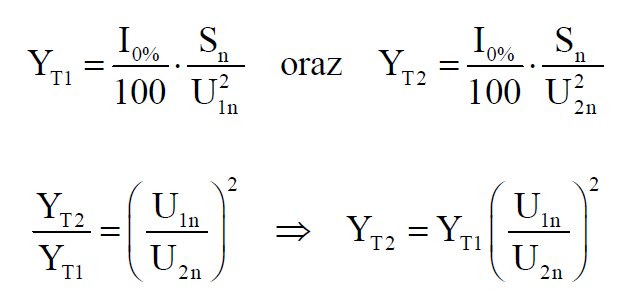 Y_T1 = I_0% / 100 · S_n / U_1n^2 oraz Y_T2 = I_0% / 100 · S_n / U_2n^2
Y_T2 / Y_T1 = ( U_1n / U_2n )^2 ⇒ Y_T2 = Y_T1 ( U_1n / U_2n )^2